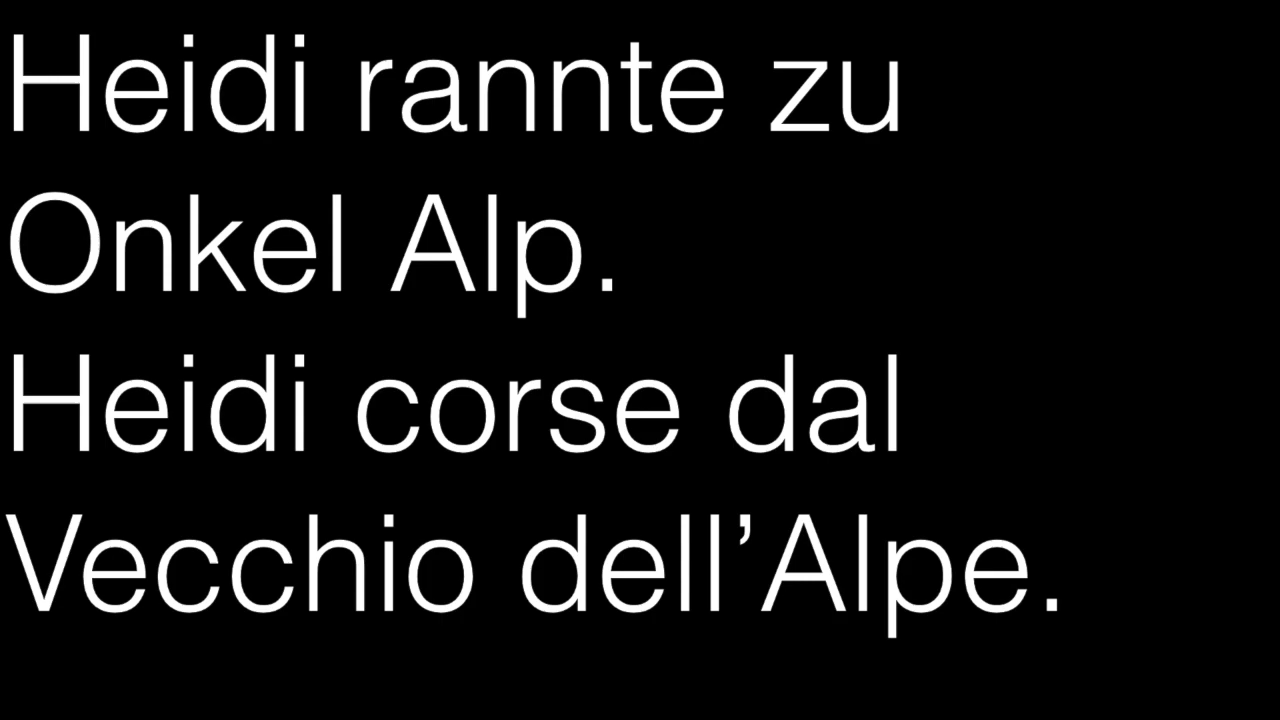 Heidi rannte zu
Onkel Alp.
Heidi corse dal
Vecchio dell’Alpe.